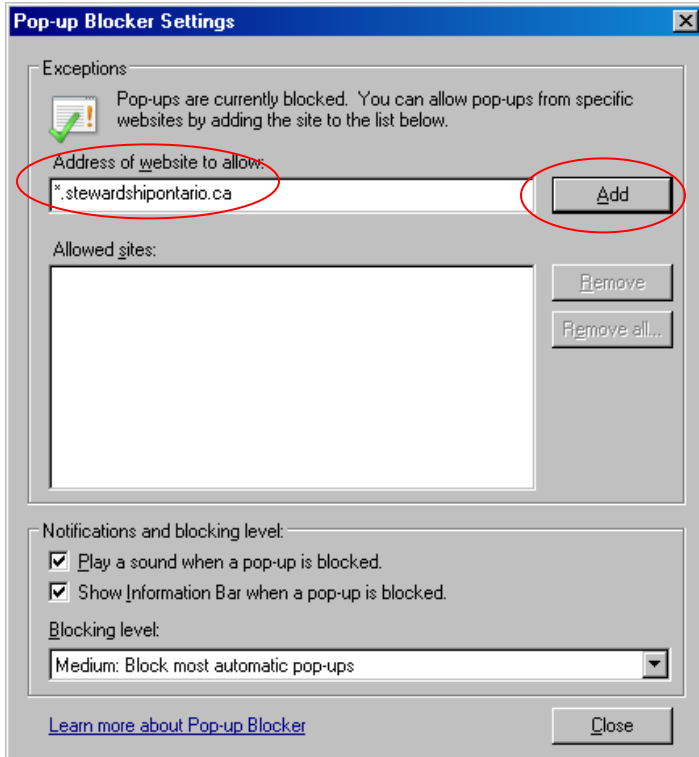 Pop-up Blocker Settings
Exceptions
Pop-ups are currently blocked.  You can allow pop-ups from specific
websites by adding the site to the list below.
Address of website to allow:
*.stewardshipontario.ca
Add
Allowed sites:
Remove
Remove all...
Notifications and blocking level:
Play a sound when a pop-up is blocked.
Show Information Bar when a pop-up is blocked.
Blocking level:
Medium: Block most automatic pop-ups
Learn more about Pop-up Blocker
Close